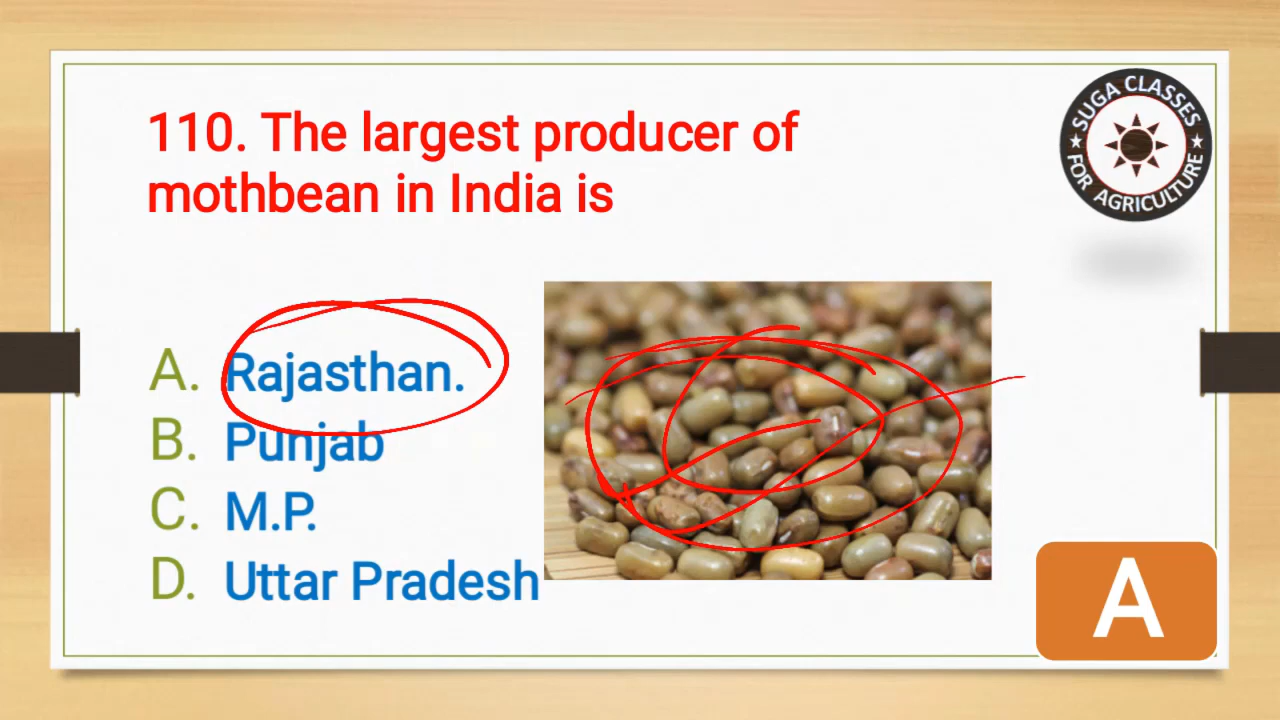 110. The largest producer of
mothbean in India is
A. Rajasthan.
B. Punjab
C. M.P.
D. Uttar Pradesh
SUGA CLASSES
FOR AGRICULTURE
A